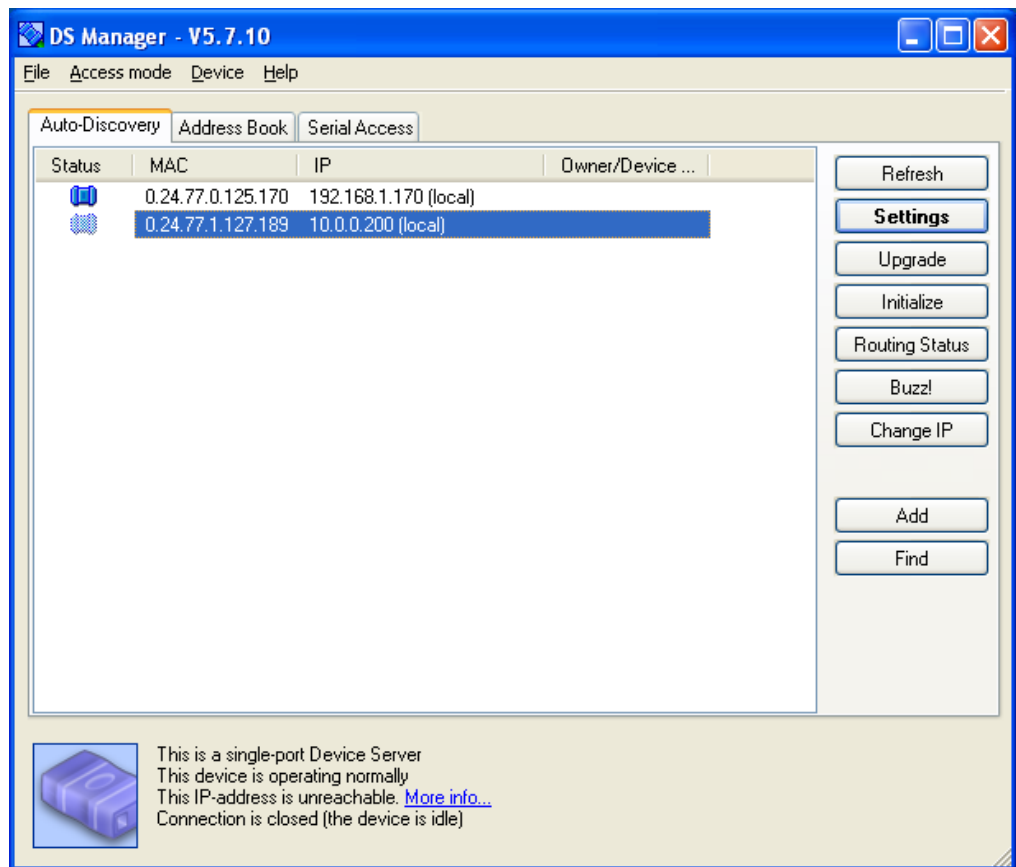 DS Manager - V5.7.10
File Access mode Device Help
Auto-Discovery Address Book Serial Access
Status MAC IP Owner/Device ...
0.24.77.0.125.170 192.168.1.170 (local)
0.24.77.1.127.189 10.0.0.200 (local)
Refresh
Settings
Upgrade
Initialize
Routing Status
Buzz!
Change IP
Add
Find
This is a single-port Device Server
This device is operating normally
This IP-address is unreachable. More info...
Connection is closed (the device is idle)